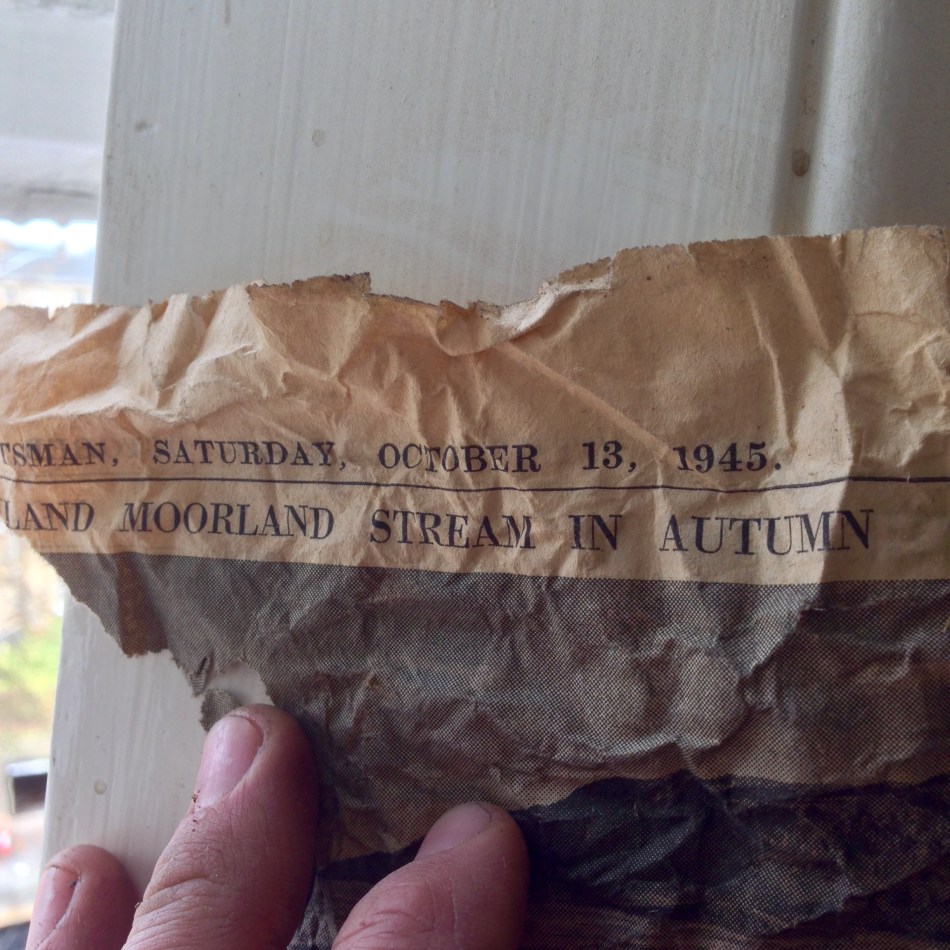 TSMAN, SATURDAY, OCTOBER 13, 1945.
LAND MOORLAND STREAM IN AUTUMN